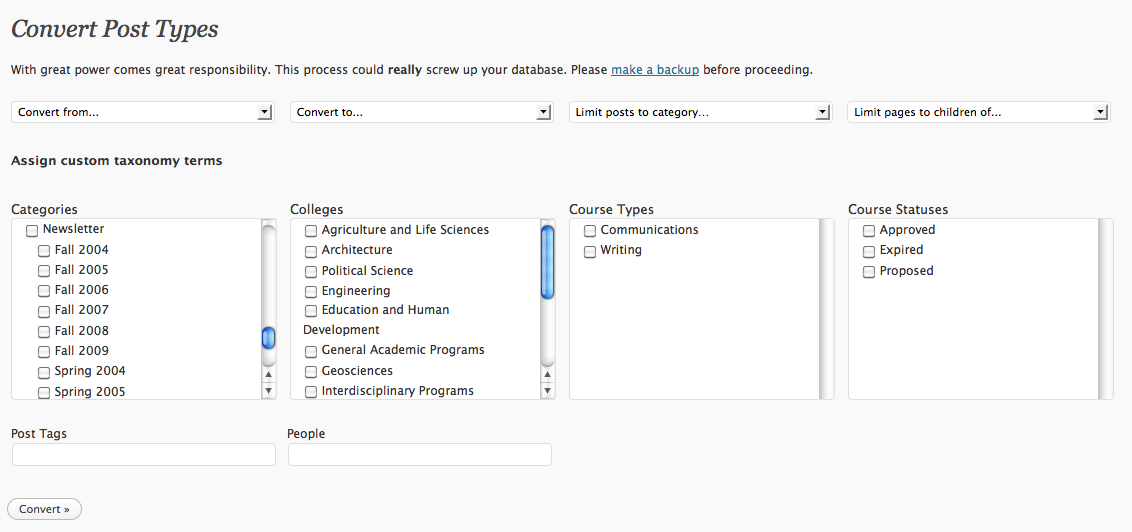 Convert Post Types
With great power comes great responsibility. This process could really screw up your database. Please make a backup before proceeding.
Convert from...
Convert to...
Limit posts to category...
Limit pages to children of...
Assign custom taxonomy terms
Categories
Newsletter
Fall 2004
Fall 2005
Fall 2006
Fall 2007
Fall 2008
Fall 2009
Spring 2004
Spring 2005
Colleges
Agriculture and Life Sciences
Architecture
Political Science
Engineering
Education and Human
Development
General Academic Programs
Geosciences
Interdisciplinary Programs
Course Types
Communications
Writing
Course Statuses
Approved
Expired
Proposed
Post Tags
People
Convert »